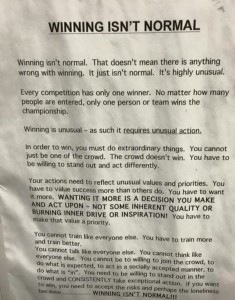 WINNING ISN'T NORMAL
Winning isn't normal. That doesn't mean there is anything
wrong with winning. It just isn't normal. It's highly unusual.
Every competition has only one winner. No matter how many
people are entered, only one person or team wins the
championship.
Winning is unusual – as such it requires unusual action.
In order to win, you must do extraordinary things. You cannot
just be one of the crowd. The crowd doesn't win. You have to
be willing to stand out and act differently.
Your actions need to reflect unusual values and priorities. You
have to value success more than others do. You have to want
it more. WANTING IT MORE IS A DECISION YOU MAKE
AND ACT UPON – NOT SOME INHERENT QUALITY OR
BURNING INNER DRIVE OR INSPIRATION! You have to
make that value a priority.
You cannot train like everyone else. You have to train more
and train better.
You cannot talk like everyone else. You cannot think like
everyone else. You cannot be too willing to join the crowd, to
do what is expected, to act in a socially accepted manner, to
do what is "in". You need to be willing to stand out in the
crowd and CONSISTENTLY take exceptional action. If you want
to win, you need to accept the risks and perhaps the loneliness
because.........WINNING ISN'T NORMAL!!